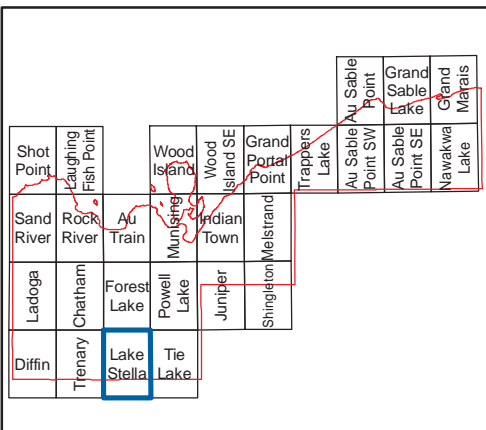 Au Sable
Point
Grand
Sable
Lake
Grand
Marais
Shot
Point
Laughing
Fish Point
Wood
Island
Wood
Island SE
Grand
Portal
Point
Trappers
Lake
Au Sable
Point SW
Au Sable
Point SE
Nawakwa
Lake
Sand
River
Rock
River
Au
Train
Munising
Indian
Town
Melstrand
Ladoga
Chatham
Forest
Lake
Powell
Lake
Juniper
Shingleton
Diffin
Trenary
Lake
Stella
Tie
Lake